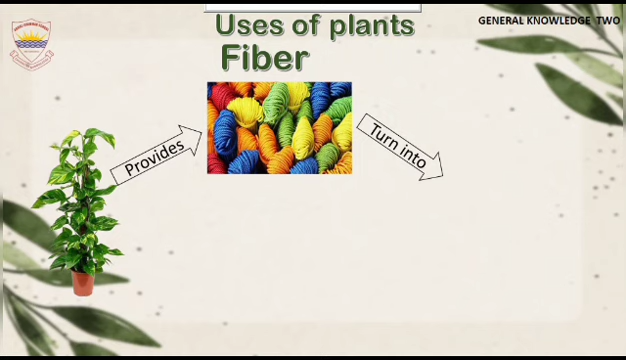 Uses of plants
GENERAL KNOWLEDGE TWO
Fiber
Provides
Turn into